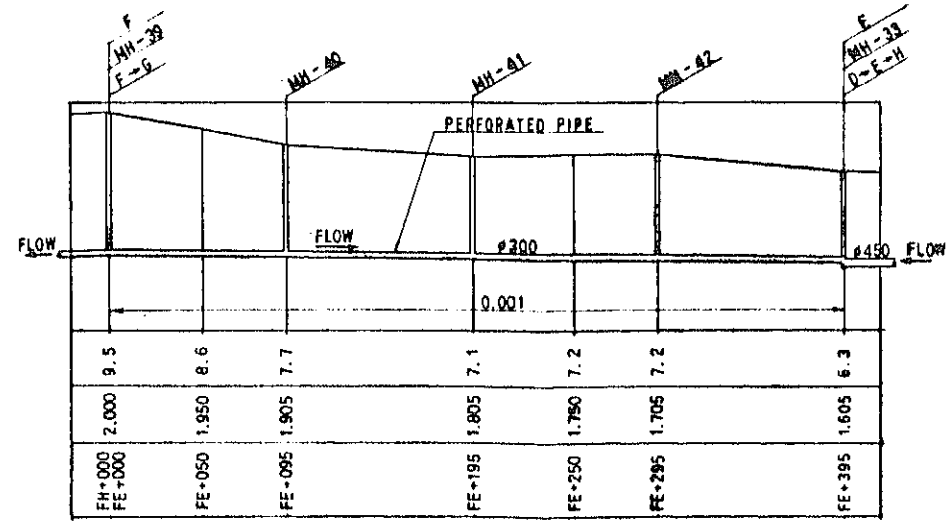 F
MH-39
F→G
MH-40
MH-41
MH-42
E
MH-33
D→E→H
PERFORATED PIPE
FLOW
FLOW
ø300
ø450
FLOW
0.001
9.5
8.6
7.7
7.1
7.2
7.2
6.3
2.000
1.950
1.905
1.805
1.750
1.705
1.605
FH+000
FE+000
FE+050
FE+095
FE+195
FE+250
FE+295
FE+395